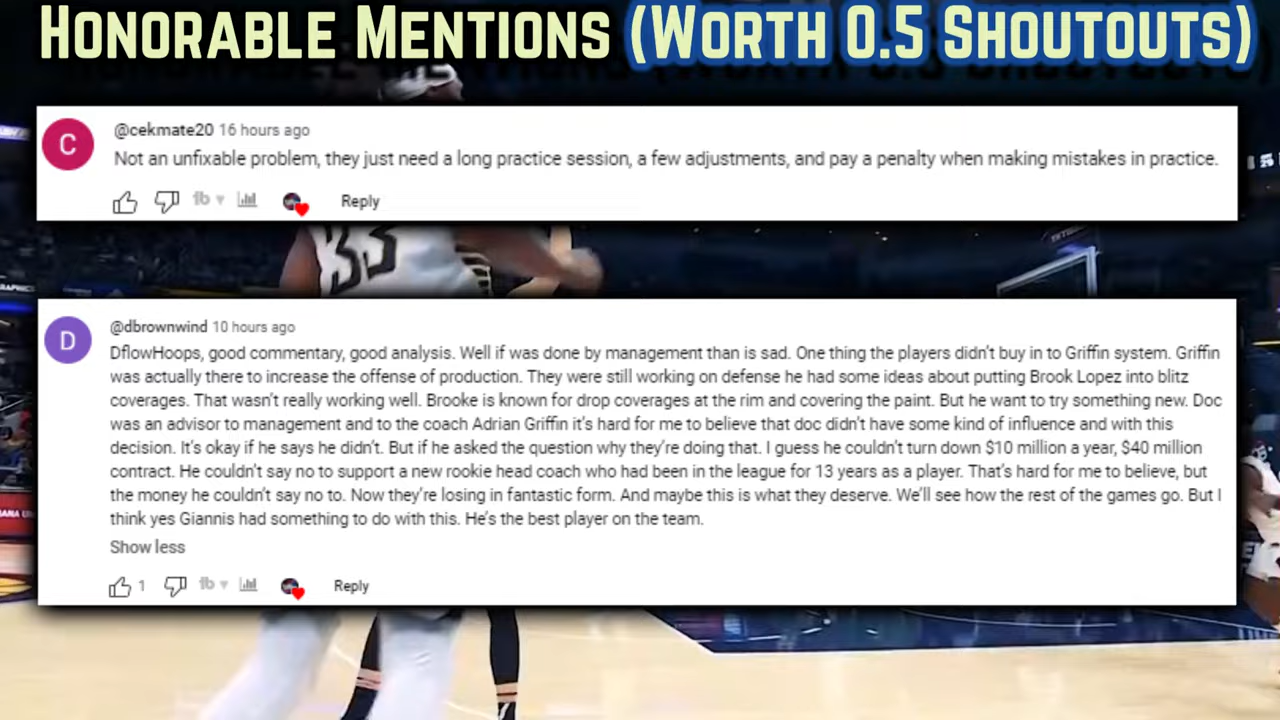 HONORABLE MENTIONS (WORTH 0.5 SHOUTOUTS)
@cekmate20 16 hours ago
C
Not an unfixable problem, they just need a long practice session, a few adjustments, and pay a penalty when making mistakes in practice.
Reply
33
@dbrownwind 10 hours ago
D
DflowHoops, good commentary, good analysis. Well if was done by management than is sad. One thing the players didn't buy in to Griffin system. Griffin
was actually there to increase the offense of production. They were still working on defense he had some ideas about putting Brook Lopez into blitz
coverages. That wasn't really working well. Brooke is known for drop coverages at the rim and covering the paint. But he want to try something new. Doc
was an advisor to management and to the coach Adrian Griffin it's hard for me to believe that doc didn't have some kind of influence and with this
decision. It's okay if he says he didn't. But if he asked the question why they're doing that. I guess he couldn't turn down $10 million a year, $40 million
contract. He couldn't say no to support a new rookie head coach who had been in the league for 13 years as a player. That's hard for me to believe, but
the money he couldn't say no to. Now they're losing in fantastic form. And maybe this is what they deserve. We'll see how the rest of the games go. But I
think yes Giannis had something to do with this. He's the best player on the team.
Show less
1
Reply